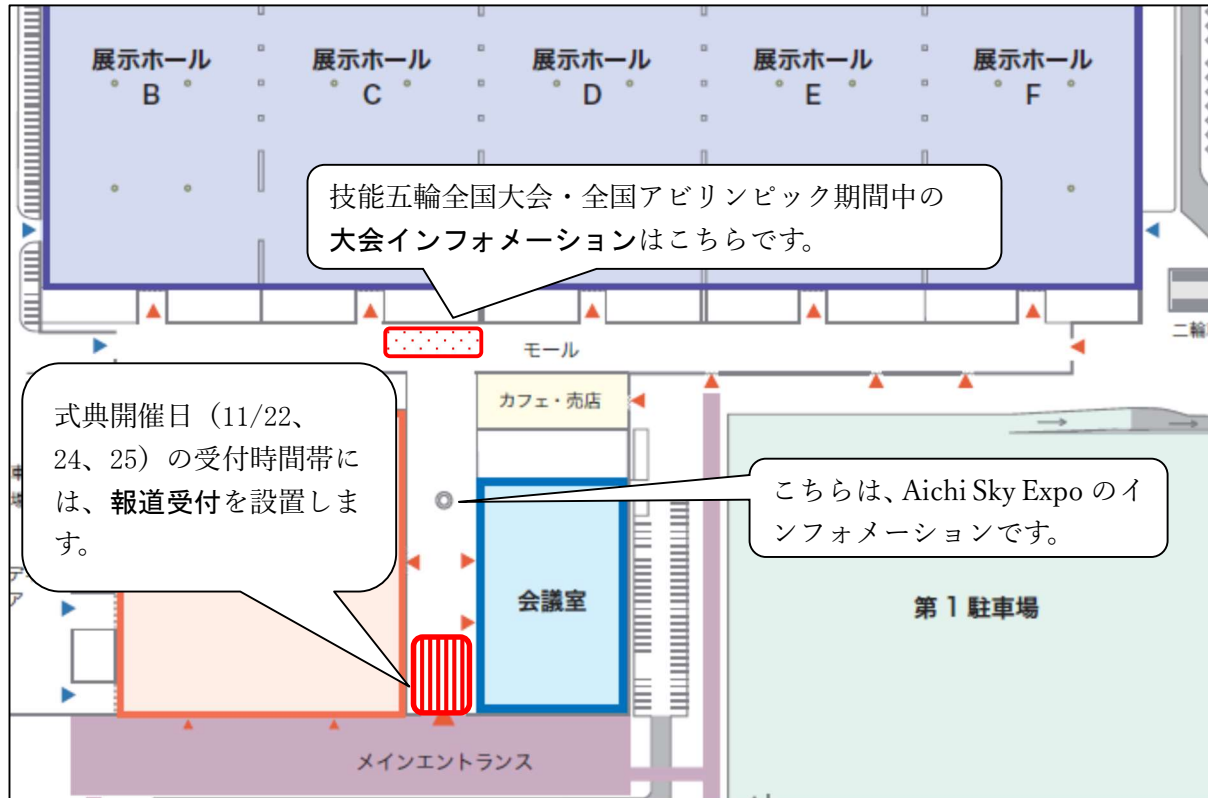 展示ホール
B
展示ホール
C
展示ホール
D
展示ホール
E
展示ホール
F
技能五輪全国大会・全国アビリンピック期間中の
大会インフォメーションはこちらです。
モール
カフェ・売店
式典開催日（11/22、
24、25）の受付時間帯に
は、報道受付を設置しま
す。
こちらは、Aichi Sky Expo のイ
ンフォメーションです。
会議室
第1駐車場
メインエントランス
二輪